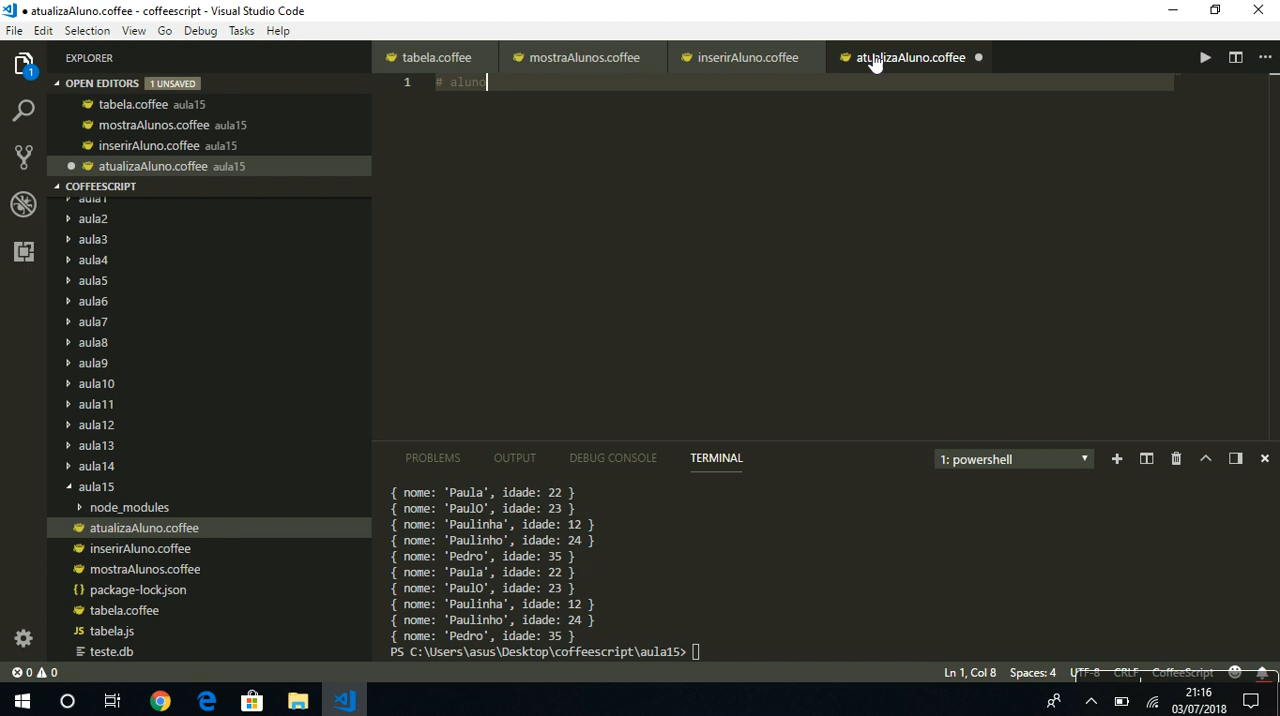 ● atualizaAluno.coffee - coffeescript - Visual Studio Code
File Edit Selection View Go Debug Tasks Help
EXPLORER
OPEN EDITORS 1 UNSAVED
tabela.coffee aula15
mostraAlunos.coffee aula15
inserirAluno.coffee aula15
atualizaAluno.coffee aula15
COFFEESCRIPT
aula1
aula2
aula3
aula4
aula5
aula6
aula7
aula8
aula9
aula10
aula11
aula12
aula13
aula14
aula15
node_modules
atualizaAluno.coffee
inserirAluno.coffee
mostraAlunos.coffee
{} package-lock.json
tabela.coffee
JS tabela.js
teste.db
1
tabela.coffee mostraAlunos.coffee inserirAluno.coffee atualizaAluno.coffee
1 # aluno
PROBLEMS OUTPUT DEBUG CONSOLE TERMINAL 1: powershell
{ nome: 'Paula', idade: 22 }
{ nome: 'PaulO', idade: 23 }
{ nome: 'Paulinha', idade: 12 }
{ nome: 'Paulinho', idade: 24 }
{ nome: 'Pedro', idade: 35 }
{ nome: 'Paula', idade: 22 }
{ nome: 'PaulO', idade: 23 }
{ nome: 'Paulinha', idade: 12 }
{ nome: 'Paulinho', idade: 24 }
{ nome: 'Pedro', idade: 35 }
PS C:\Users\asus\Desktop\coffeescript\aula15>
0 0 Ln 1, Col 8 Spaces: 4 UTF-8 CRLF CoffeeScript
21:16
03/07/2018